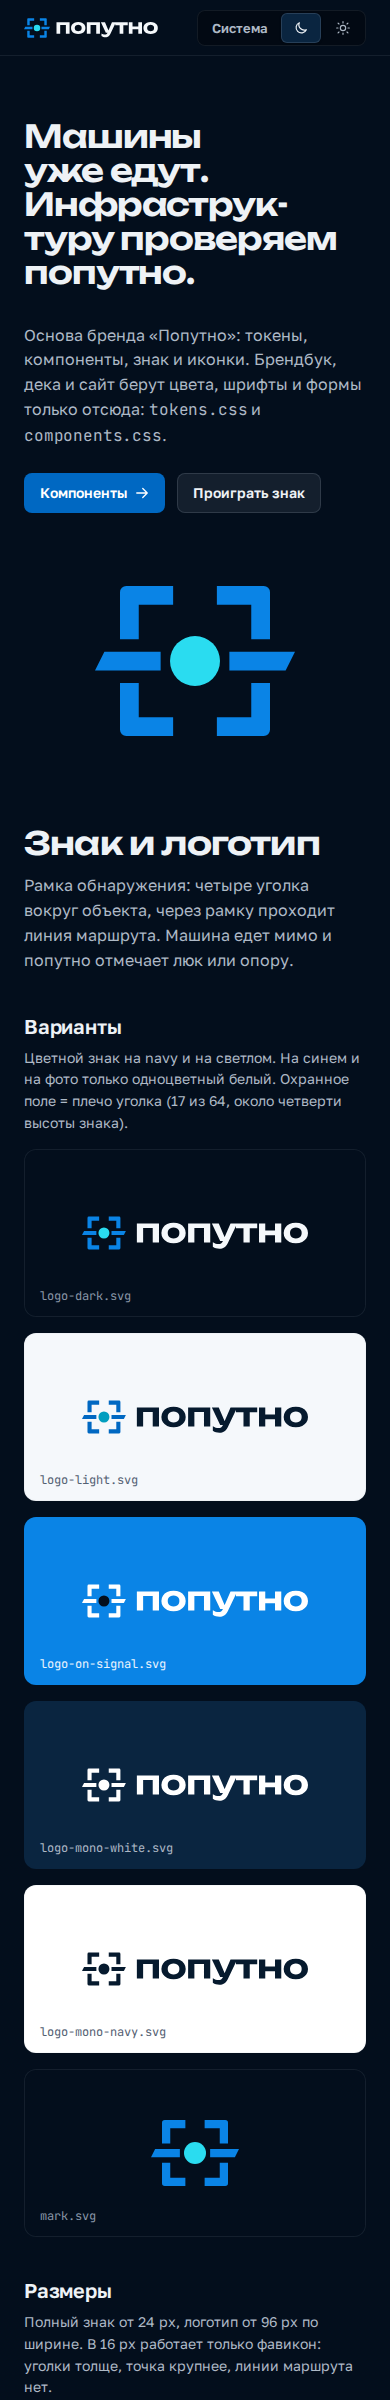 ПОПУТНО
Система
Машины
уже едут.
Инфраструк-
туру проверяем
попутно.
Основа бренда «Попутно»: токены,
компоненты, знак и иконки. Брендбук,
дека и сайт берут цвета, шрифты и формы
только отсюда: tokens.css и
components.css.
Компоненты →
Проиграть знак
Знак и логотип
Рамка обнаружения: четыре уголка
вокруг объекта, через рамку проходит
линия маршрута. Машина едет мимо и
попутно отмечает люк или опору.
Варианты
Цветной знак на navy и на светлом. На синем и
на фото только одноцветный белый. Охранное
поле = плечо уголка (17 из 64, около четверти
высоты знака).
ПОПУТНО
logo-dark.svg
ПОПУТНО
logo-light.svg
ПОПУТНО
logo-on-signal.svg
ПОПУТНО
logo-mono-white.svg
ПОПУТНО
logo-mono-navy.svg
mark.svg
Размеры
Полный знак от 24 px, логотип от 96 px по
ширине. В 16 px работает только фавикон:
уголки толще, точка крупнее, линии маршрута
нет.